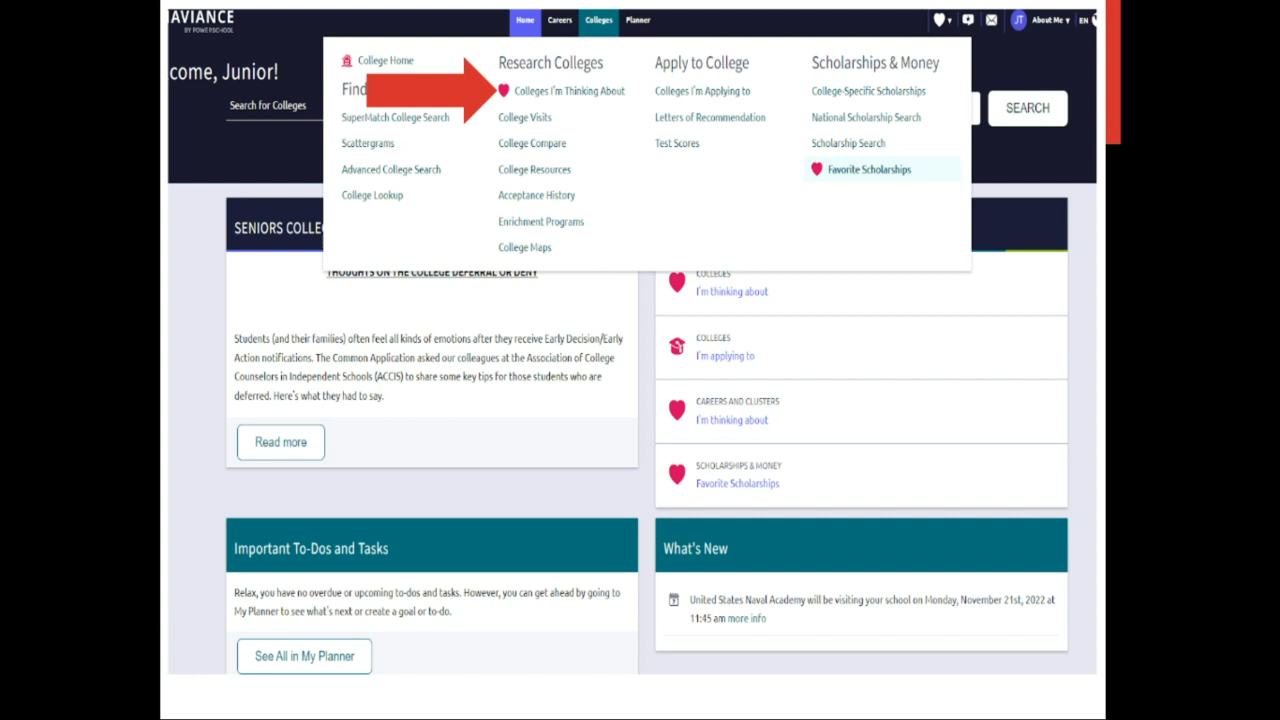 AVIANCE
BY POWERSCHOOL
Home
Careers
Colleges
Planner
JT
About Me
EN
come, Junior!
Search for Colleges
SEARCH
College Home
Find
SuperMatch College Search
Scattergrams
Advanced College Search
College Lookup
Research Colleges
Colleges I'm Thinking About
College Visits
College Compare
College Resources
Acceptance History
Enrichment Programs
College Maps
Apply to College
Colleges I'm Applying to
Letters of Recommendation
Test Scores
Scholarships & Money
College-Specific Scholarships
National Scholarship Search
Scholarship Search
Favorite Scholarships
SENIORS COLLE
THOUGHTS ON THE COLLEGE DEFERRAL OR DENY
Students (and their families) often feel all kinds of emotions after they receive Early Decision/Early
Action notifications. The Common Application asked our colleagues at the Association of College
Counselors in Independent Schools (ACCIS) to share some key tips for those students who are
deferred. Here's what they had to say.
Read more
COLLEGES
I'm thinking about
COLLEGES
I'm applying to
CAREERS AND CLUSTERS
I'm thinking about
SCHOLARSHIPS & MONEY
Favorite Scholarships
Important To-Dos and Tasks
Relax, you have no overdue or upcoming to-dos and tasks. However, you can get ahead by going to
My Planner to see what's next or create a goal or to-do.
See All in My Planner
What's New
United States Naval Academy will be visiting your school on Monday, November 21st, 2022 at
11:45 am more info